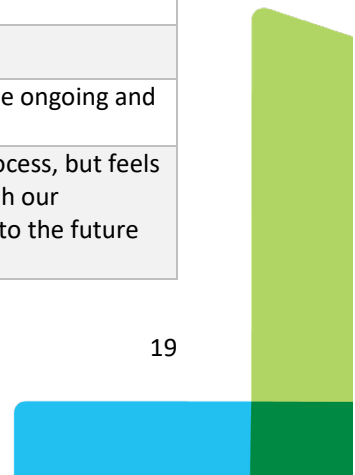 e ongoing and
ocess, but feels
h our
to the future
19